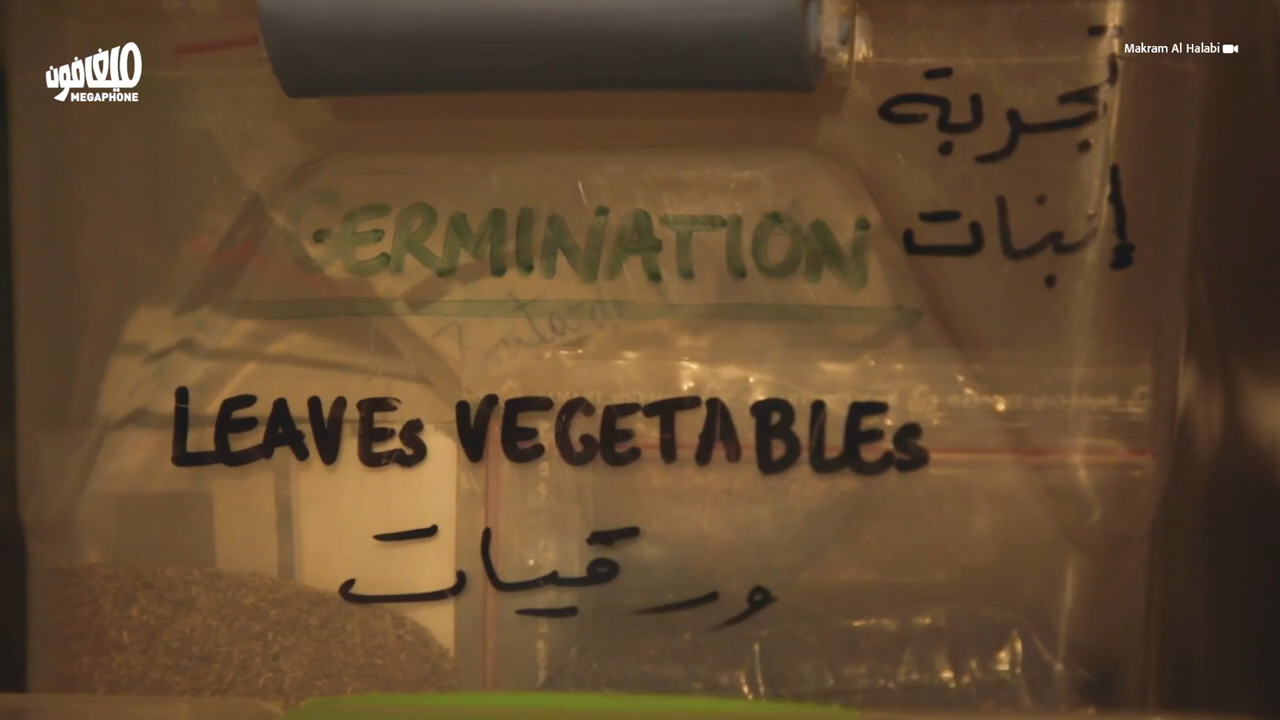 ميغافون
MEGAPHONE
Makram Al Halabi
تجربة
إنبات
GERMINATION
LEAVEs VEGETABLEs
ورقيات